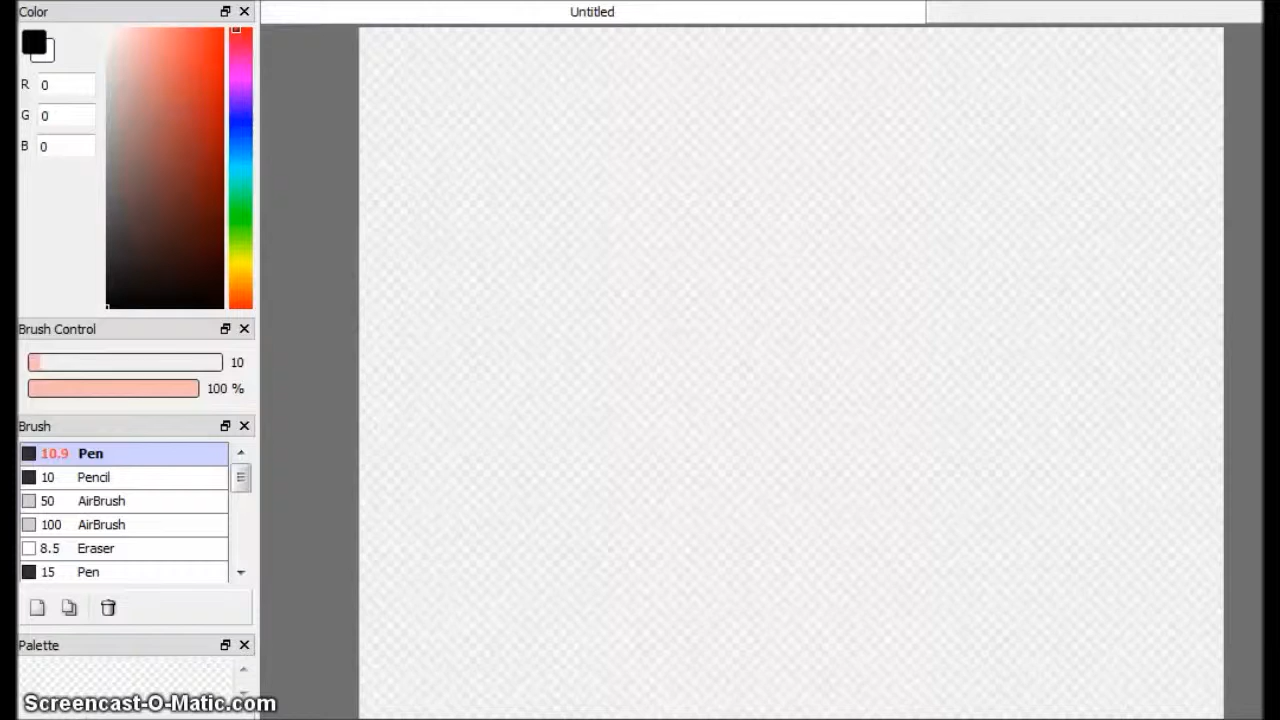 Color
Untitled
R 0
G 0
B 0
Brush Control
10
100 %
Brush
10.9 Pen
10 Pencil
50 AirBrush
100 AirBrush
8.5 Eraser
15 Pen
Palette
Screencast-O-Matic.com